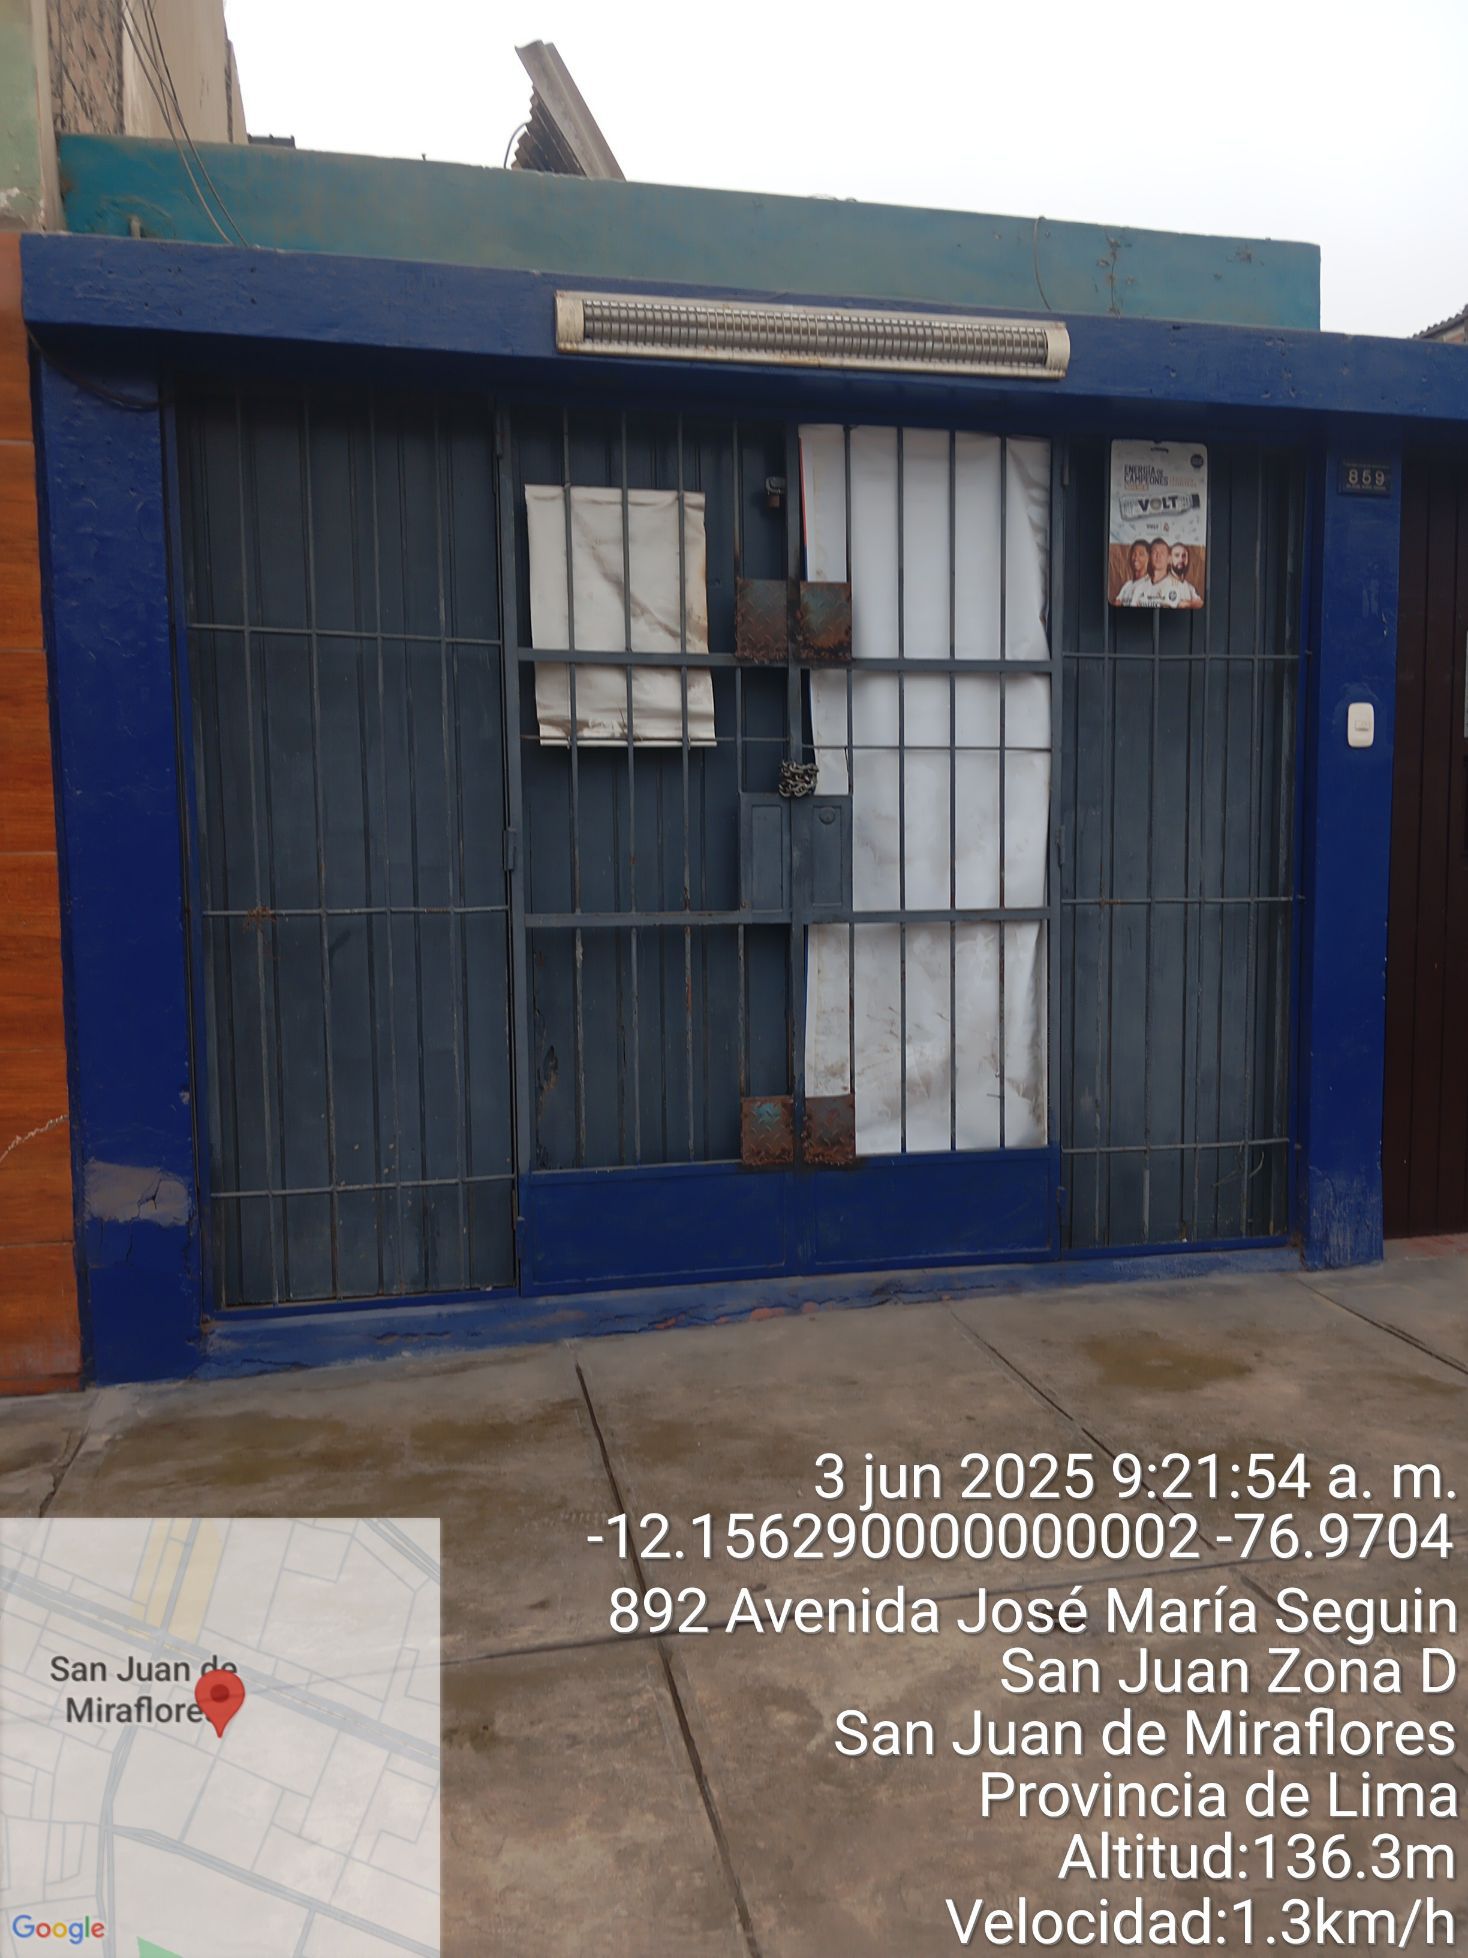 ENERGÍA DE
CAMPEONES
VOLT
VOLT
859
3 jun 2025 9:21:54 a. m.
-12.156290000000002 -76.9704
892 Avenida José María Seguin
San Juan Zona D
San Juan de Miraflores
Provincia de Lima
Altitud:136.3m
Velocidad:1.3km/h
San Juan de
Miraflores
Google